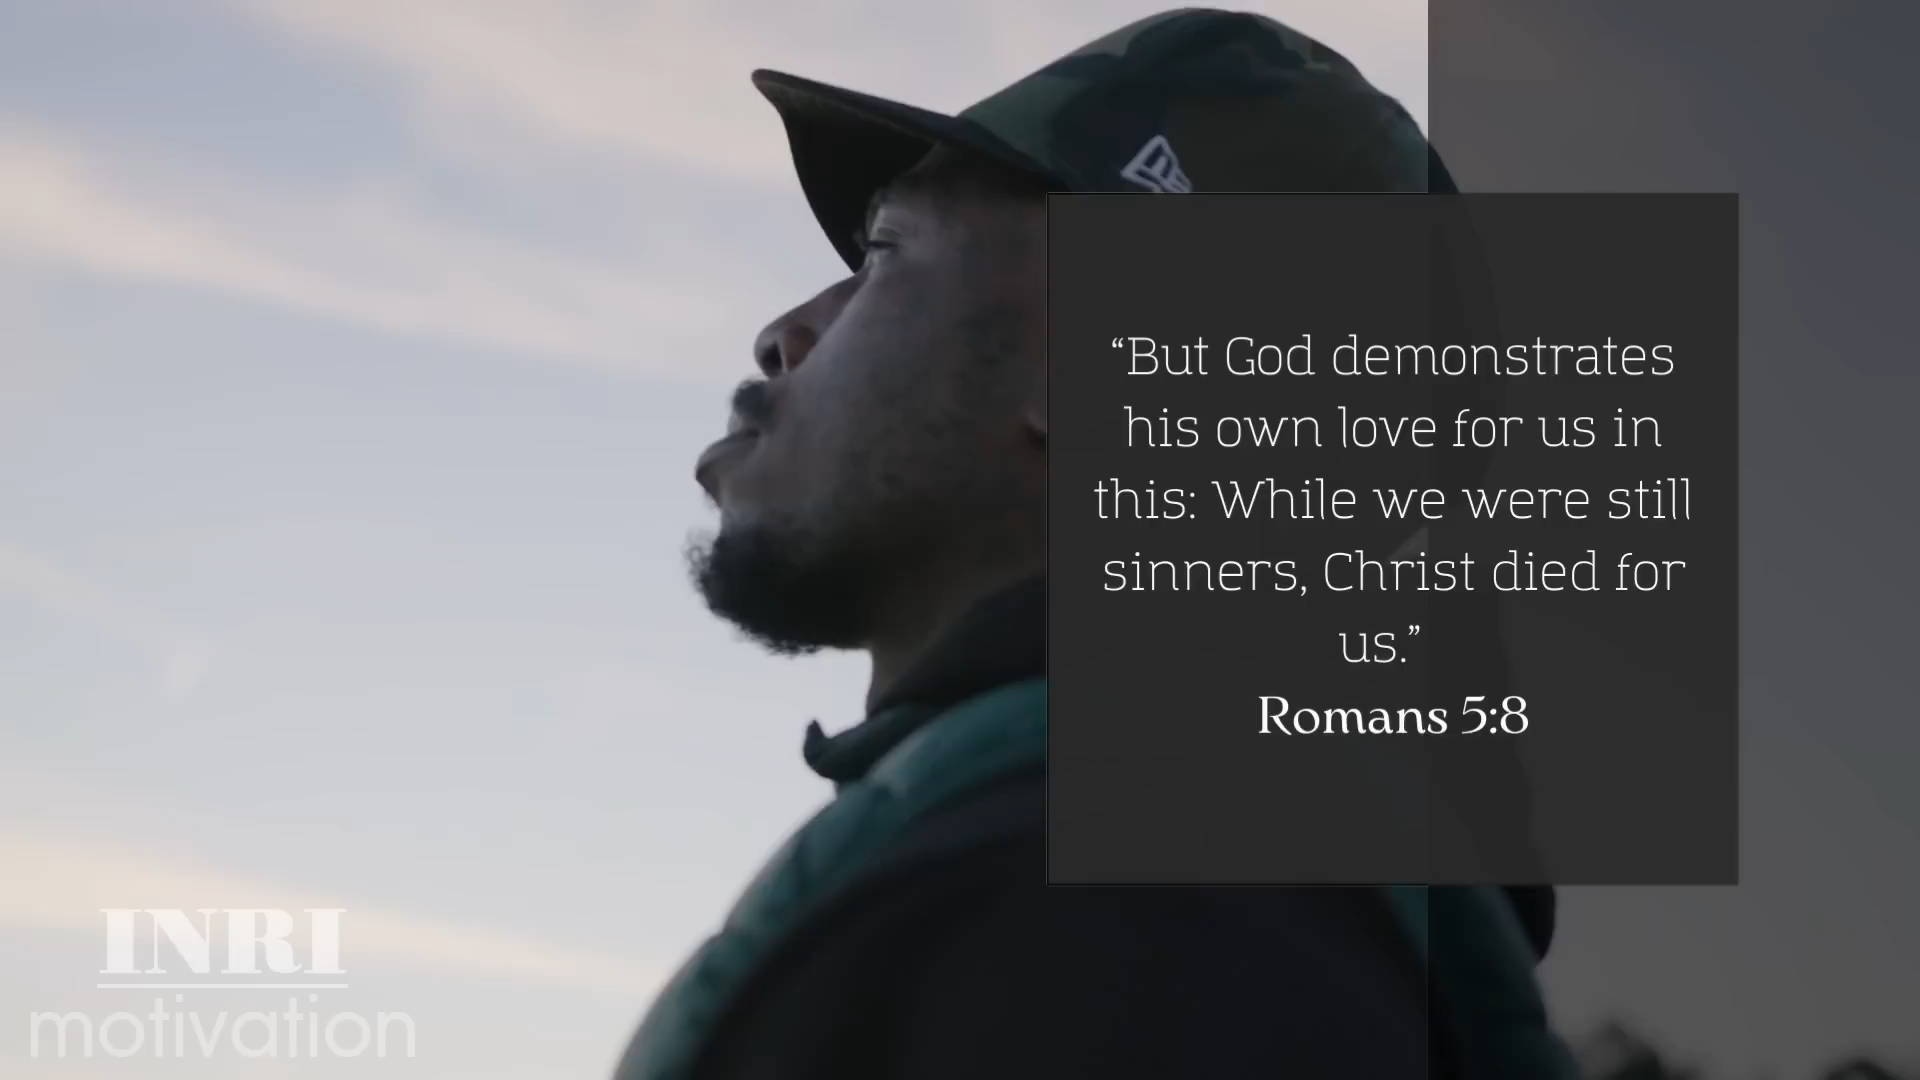 “But God demonstrates
his own love for us in
this: While we were still
sinners, Christ died for
us.”
Romans 5:8
INRI
motivation